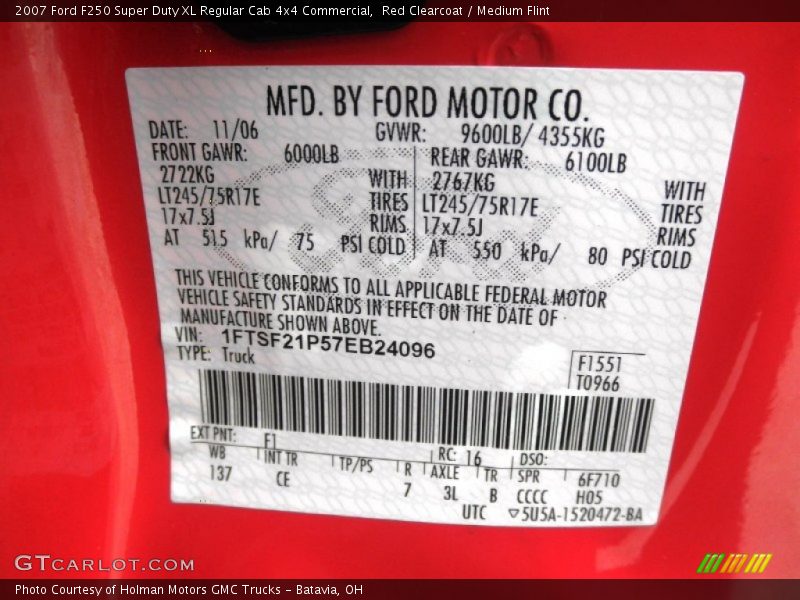 2007 Ford F250 Super Duty XL Regular Cab 4x4 Commercial, Red Clearcoat / Medium Flint
MFD. BY FORD MOTOR CO.
DATE: 11/06 GVWR: 9600LB/ 4355KG
FRONT GAWR: 6000LB REAR GAWR: 6100LB
2722KG WITH 2767KG WITH
LT245/75R17E TIRES LT245/75R17E TIRES
17x7.5J RIMS 17x7.5J RIMS
AT 515 kPa/ 75 PSI COLD AT 550 kPa/ 80 PSI COLD
THIS VEHICLE CONFORMS TO ALL APPLICABLE FEDERAL MOTOR
VEHICLE SAFETY STANDARDS IN EFFECT ON THE DATE OF
MANUFACTURE SHOWN ABOVE.
VIN: 1FTSF21P57EB24096
TYPE: Truck
F1551
T0966
EXT PNT: F1 RC: 16 DSO:
WB INT TR TP/PS R AXLE TR SPR 6F710
137 CE 7 3L B CCCC H05
UTC ▽5U5A-1520472-BA
GTCARLOT.COM
Photo Courtesy of Holman Motors GMC Trucks - Batavia, OH